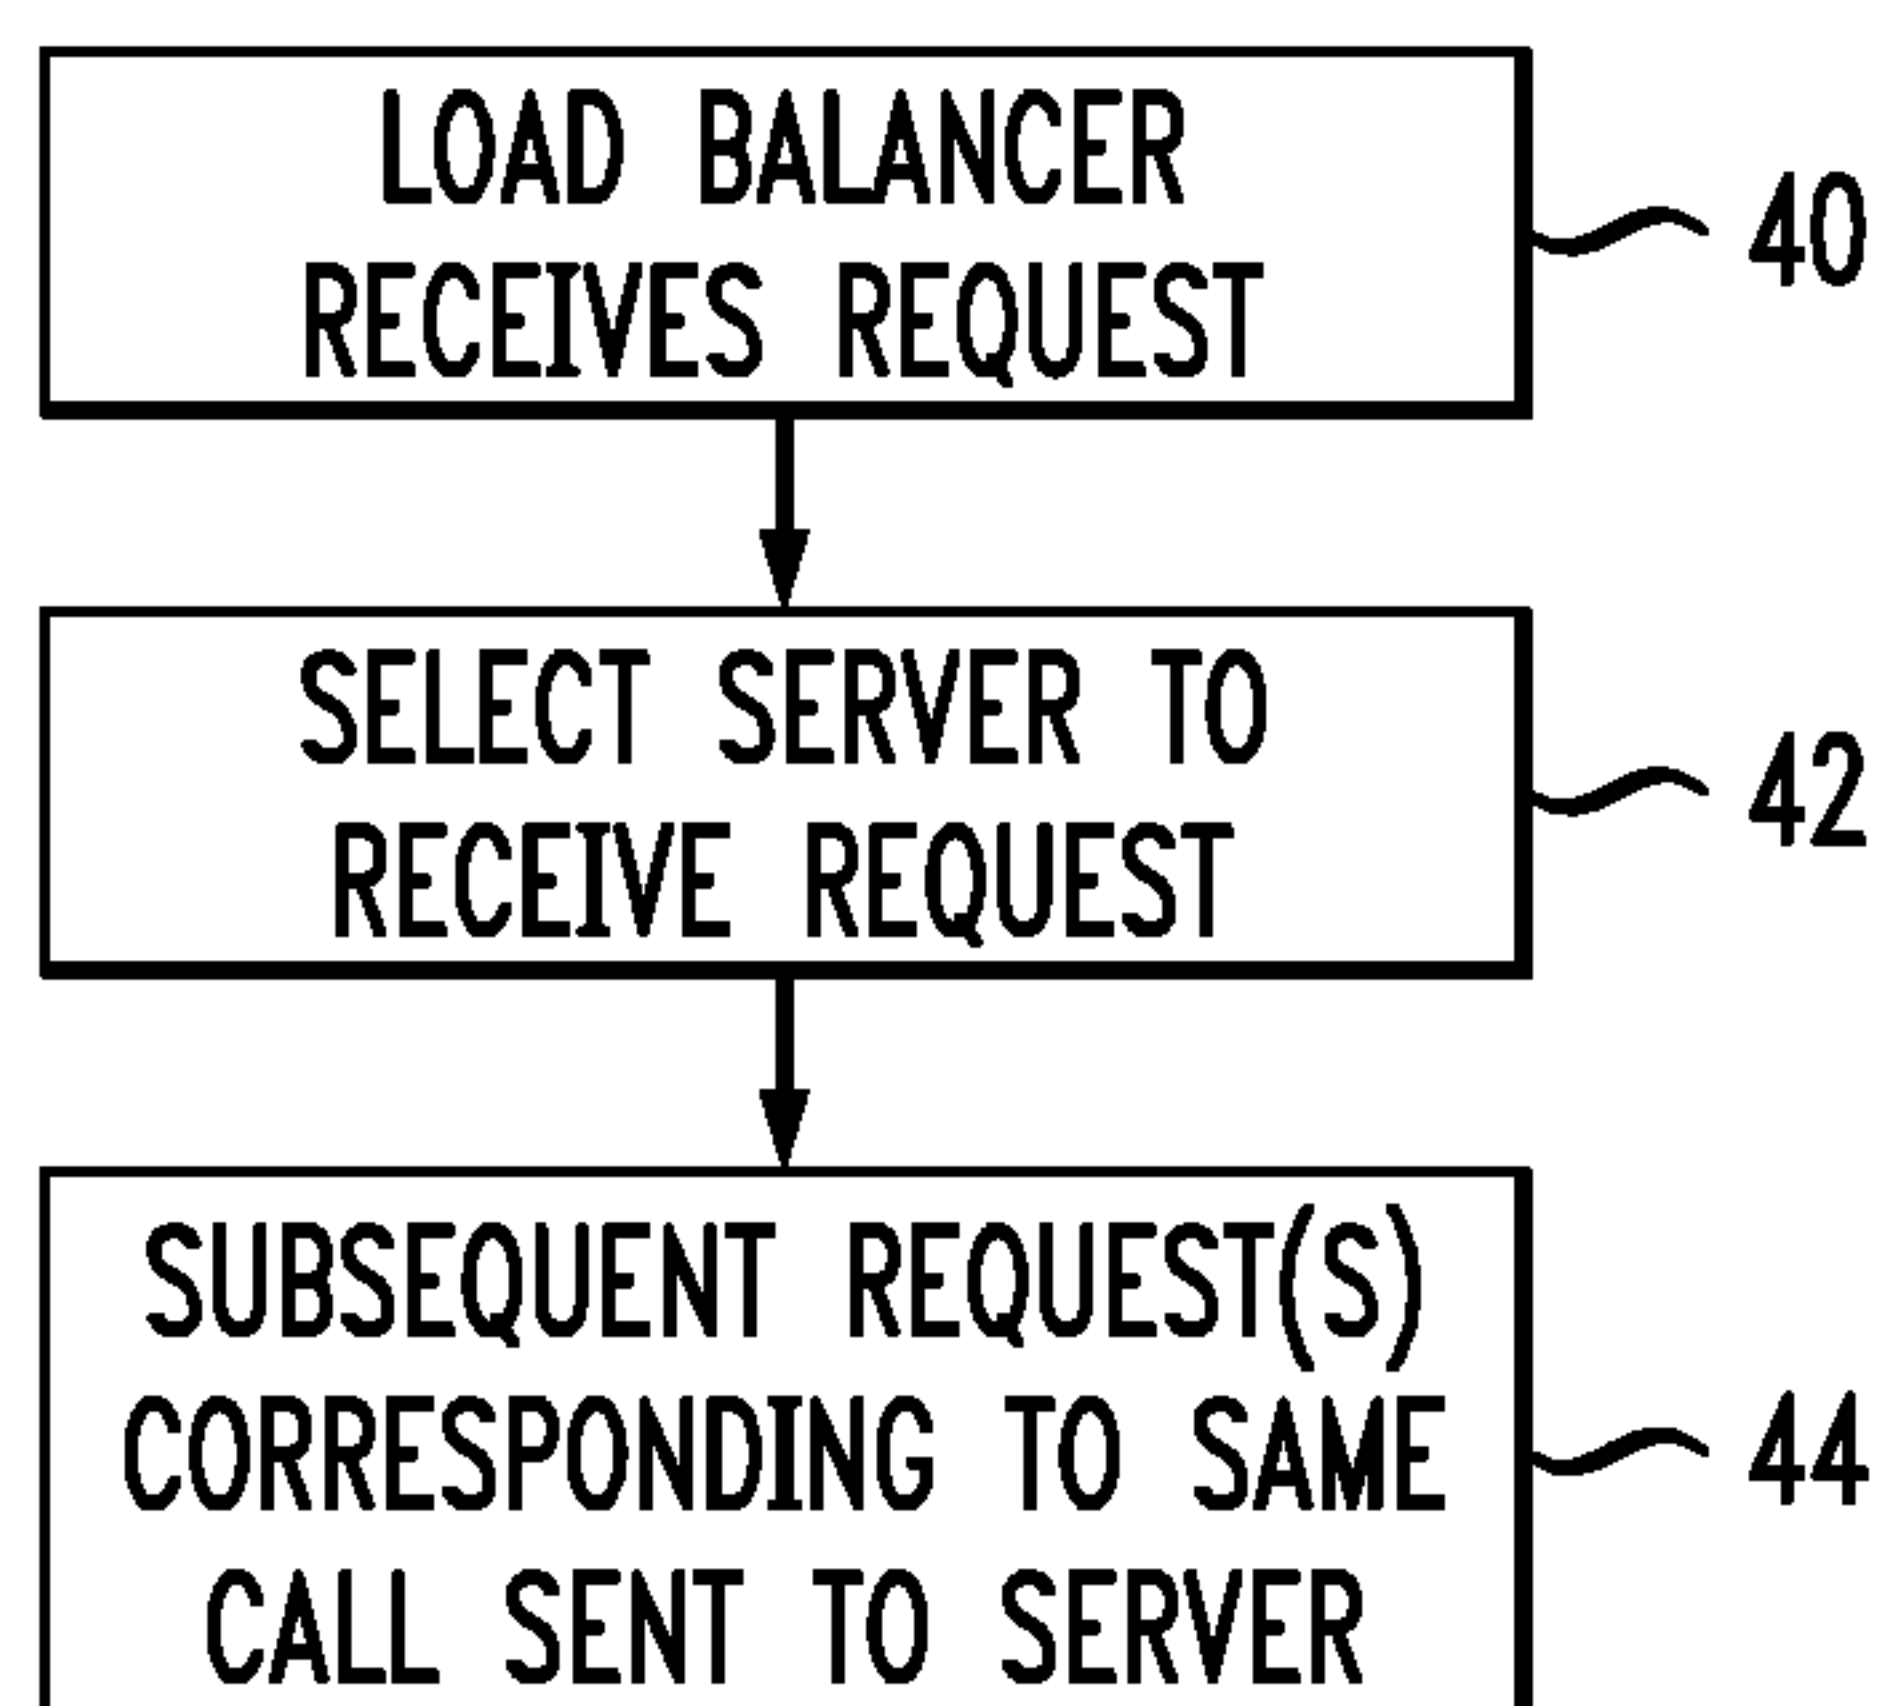 LOAD BALANCER
RECEIVES REQUEST
40
SELECT SERVER TO
RECEIVE REQUEST
42
SUBSEQUENT REQUEST(S)
CORRESPONDING TO SAME
CALL SENT TO SERVER
44